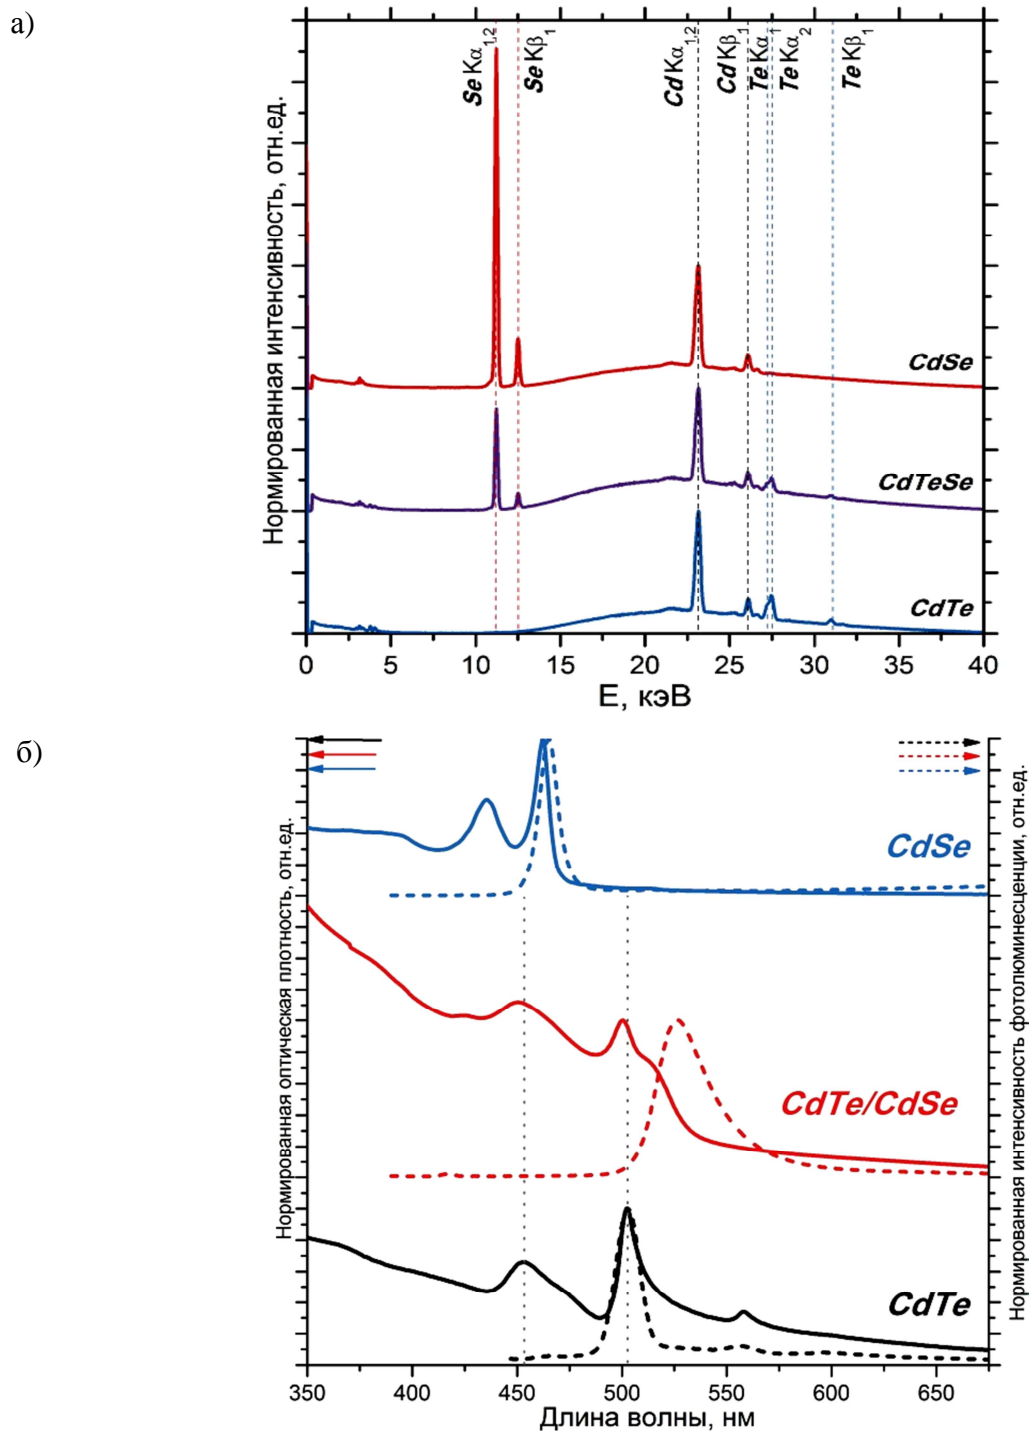 а)
Se Kα1,2
Se Kβ1
Cd Kα1,2
Cd Kβ1
Te Kα1
Te Kα2
Te Kβ1
Нормированная интенсивность, отн.ед.
CdSe
CdTeSe
CdTe
0 5 10 15 20 25 30 35 40
E, кэВ
б)
Нормированная оптическая плотность, отн.ед.
Нормированная интенсивность фотолюминесценции, отн.ед.
CdSe
CdTe/CdSe
CdTe
350 400 450 500 550 600 650
Длина волны, нм